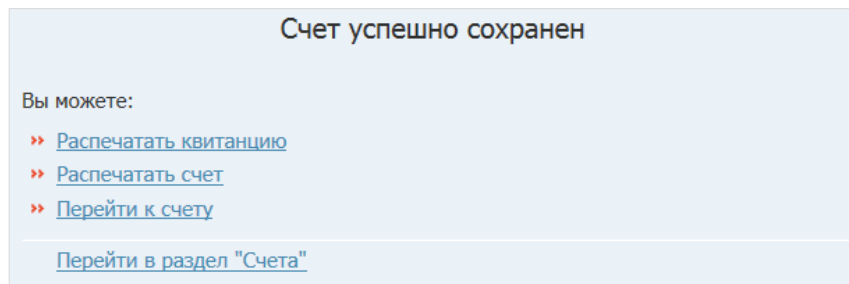 Счет успешно сохранен
Вы можете:
Распечатать квитанцию
Распечатать счет
Перейти к счету
Перейти в раздел "Счета"